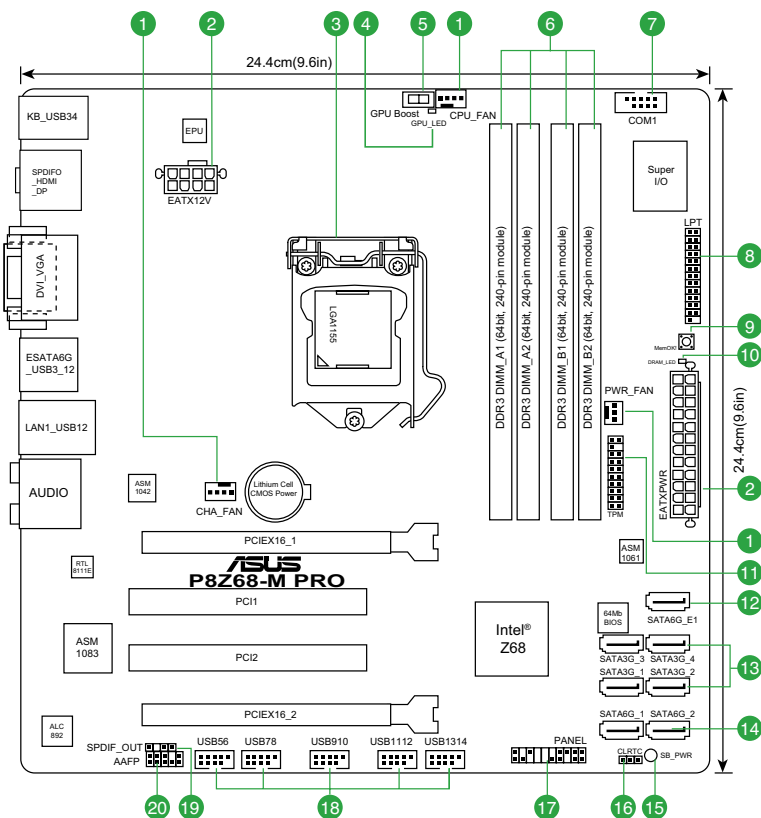 1
2
3
4
5
1
6
7
24.4cm(9.6in)
KB_USB34
EPU
GPU Boost
GPU_LED
CPU_FAN
COM1
SPDIFO
_HDMI
_DP
EATX12V
Super
I/O
LPT
8
DVI_VGA
LGA1155
DDR3 DIMM_A1 (64bit, 240-pin module)
DDR3 DIMM_A2 (64bit, 240-pin module)
DDR3 DIMM_B1 (64bit, 240-pin module)
DDR3 DIMM_B2 (64bit, 240-pin module)
9
MemOK!
10
DRAM_LED
ESATA6G
_USB3_12
PWR_FAN
LAN1_USB12
24.4cm(9.6in)
AUDIO
ASM
1042
CHA_FAN
Lithium Cell
CMOS Power
EATXPWR
2
TPM
PCIEX16_1
ASM
1061
1
ASUS
P8Z68-M PRO
RTL
8111E
11
PCI1
12
SATA6G_E1
64Mb
BIOS
Intel®
Z68
ASM
1083
PCI2
SATA3G_3
SATA3G_4
13
SATA3G_1
SATA3G_2
PCIEX16_2
SATA6G_1
SATA6G_2
14
ALC
892
SPDIF_OUT
AAFP
USB56
USB78
USB910
USB1112
USB1314
PANEL
CLRTC
SB_PWR
20
19
18
17
16
15